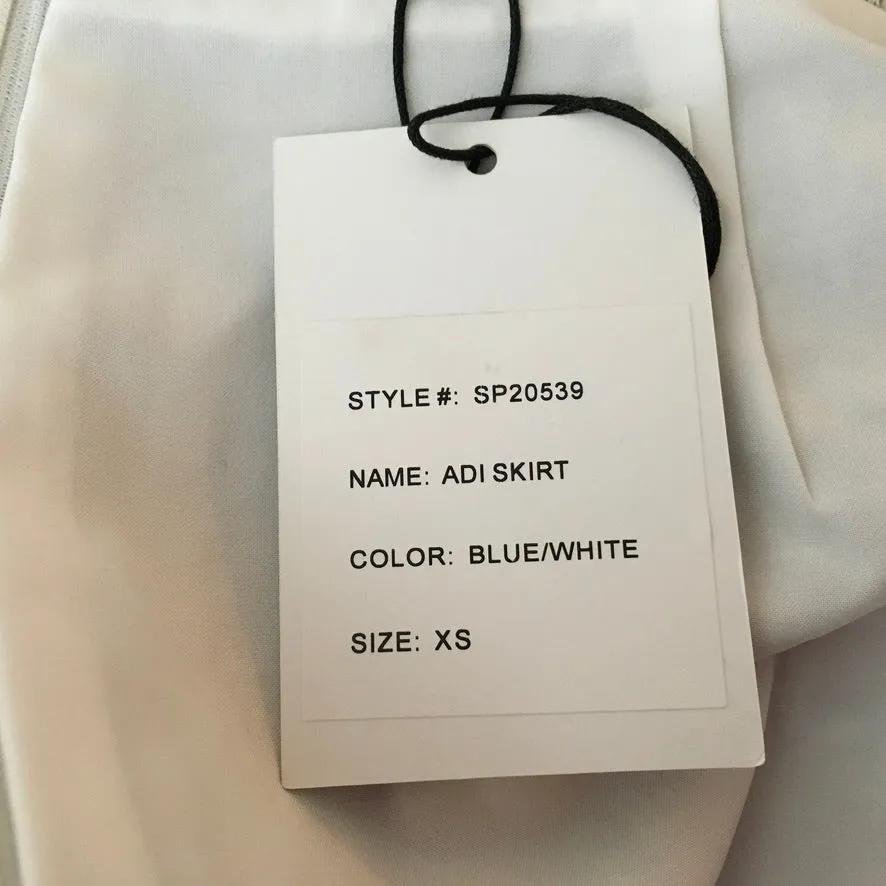 STYLE #: SP20539
NAME: ADI SKIRT
COLOR: BLUE/WHITE
SIZE: XS